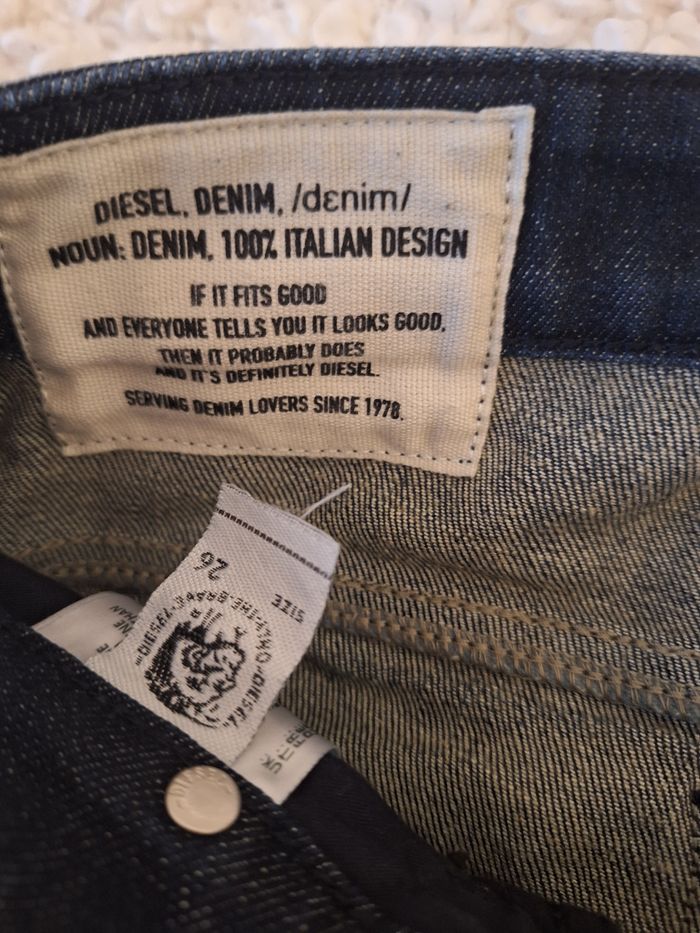 DIESEL, DENIM, /dɛnim/
NOUN: DENIM, 100% ITALIAN DESIGN
IF IT FITS GOOD
AND EVERYONE TELLS YOU IT LOOKS GOOD,
THEN IT PROBABLY DOES
AND IT'S DEFINITELY DIESEL.
SERVING DENIM LOVERS SINCE 1978.
SIZE
26